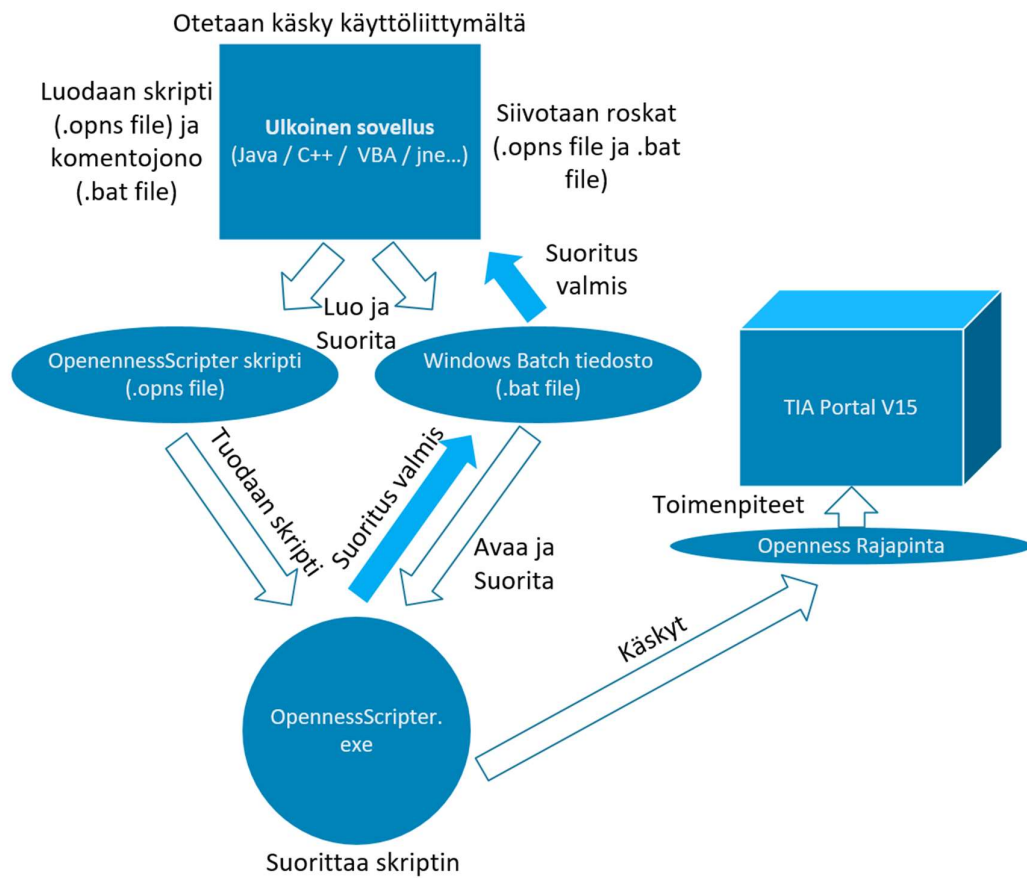 Otetaan käsky käyttöliittymältä
Luodaan skripti
(.opns file) ja
komentojono
(.bat file)
Ulkoinen sovellus
(Java / C++ / VBA / jne...)
Siivotaan roskat
(.opns file ja .bat
file)
Suoritus
valmis
Luo ja
Suorita
OpenennessScripter skripti
(.opns file)
Windows Batch tiedosto
(.bat file)
TIA Portal V15
Tuodaan skripti
Suoritus valmis
Avaa ja
Suorita
Toimenpiteet
Openness Rajapinta
Käskyt
OpennessScripter.
exe
Suorittaa skriptin